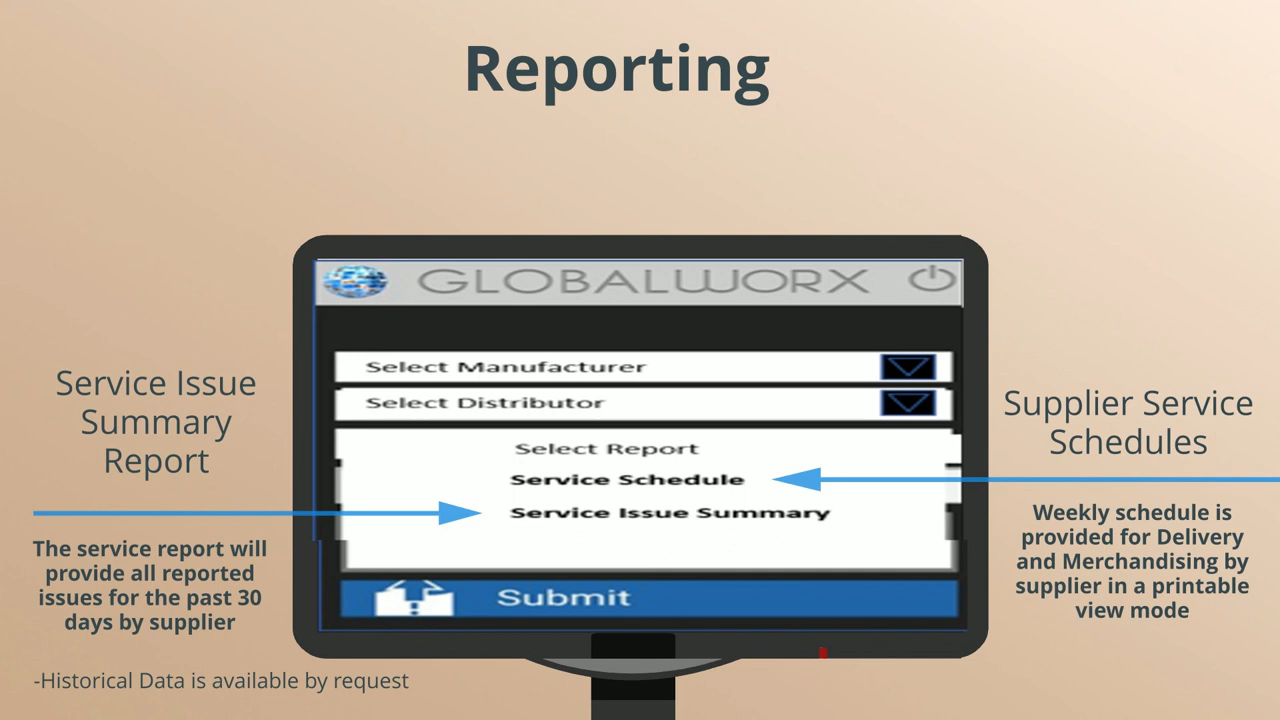 Reporting
GLOBALWORX
Select Manufacturer
Select Distributor
Select Report
Service Schedule
Service Issue Summary
Submit
Service Issue
Summary
Report
The service report will
provide all reported
issues for the past 30
days by supplier
-Historical Data is available by request
Supplier Service
Schedules
Weekly schedule is
provided for Delivery
and Merchandising by
supplier in a printable
view mode